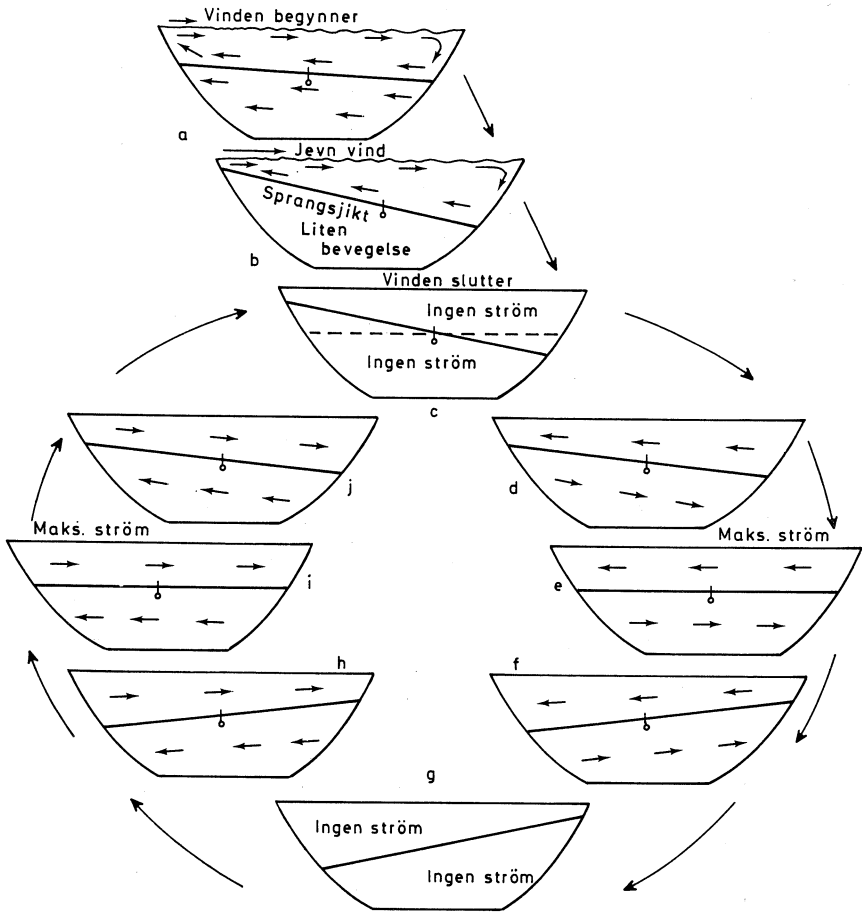 Vinden begynner
a
Jevn vind
Sprangsjikt
Liten
bevegelse
b
Vinden slutter
Ingen ström
Ingen ström
c
j
d
Maks. ström
Maks. ström
i
e
h
f
g
Ingen ström
Ingen ström